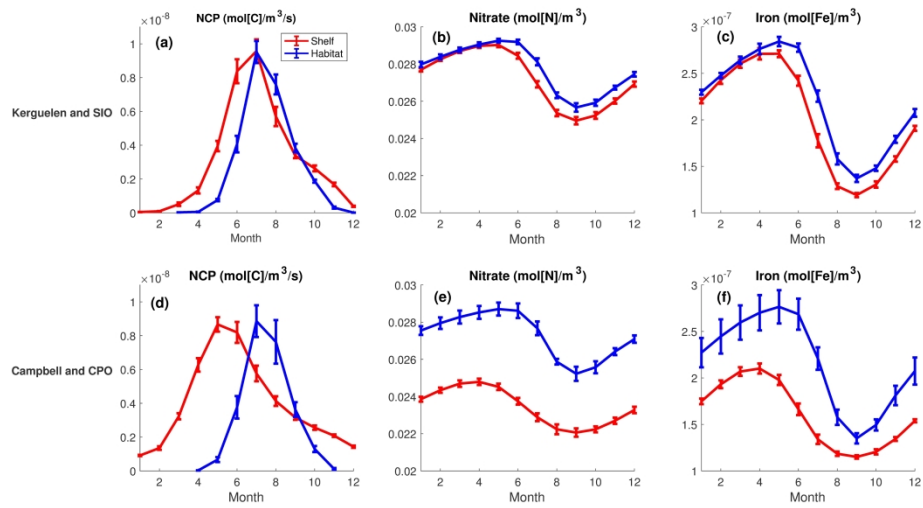 NCP (mol[C]/m³/s)
Nitrate (mol[N]/m³)
Iron (mol[Fe]/m³)
×10⁻⁸
×10⁻⁷
(a)
Shelf
Habitat
(b)
(c)
Kerguelen and SIO
1
0.8
0.6
0.4
0.2
0
0.03
0.028
0.026
0.024
0.022
0.02
3
2.5
2
1.5
1
2 4 6 8 10 12
2 4 6 8 10 12
2 4 6 8 10 12
Month
Month
Month
NCP (mol[C]/m³/s)
Nitrate (mol[N]/m³)
Iron (mol[Fe]/m³)
×10⁻⁸
×10⁻⁷
(d)
(e)
(f)
Campbell and CPO
1
0.8
0.6
0.4
0.2
0
0.03
0.028
0.026
0.024
0.022
0.02
3
2.5
2
1.5
1
2 4 6 8 10 12
2 4 6 8 10 12
2 4 6 8 10 12
Month
Month
Month